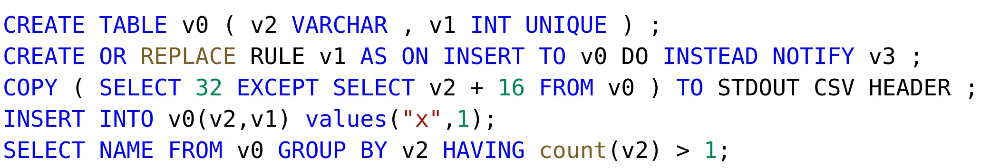 CREATE TABLE v0 ( v2 VARCHAR , v1 INT UNIQUE ) ;
CREATE OR REPLACE RULE v1 AS ON INSERT TO v0 DO INSTEAD NOTIFY v3 ;
COPY ( SELECT 32 EXCEPT SELECT v2 + 16 FROM v0 ) TO STDOUT CSV HEADER ;
INSERT INTO v0(v2,v1) values("x",1);
SELECT NAME FROM v0 GROUP BY v2 HAVING count(v2) > 1;